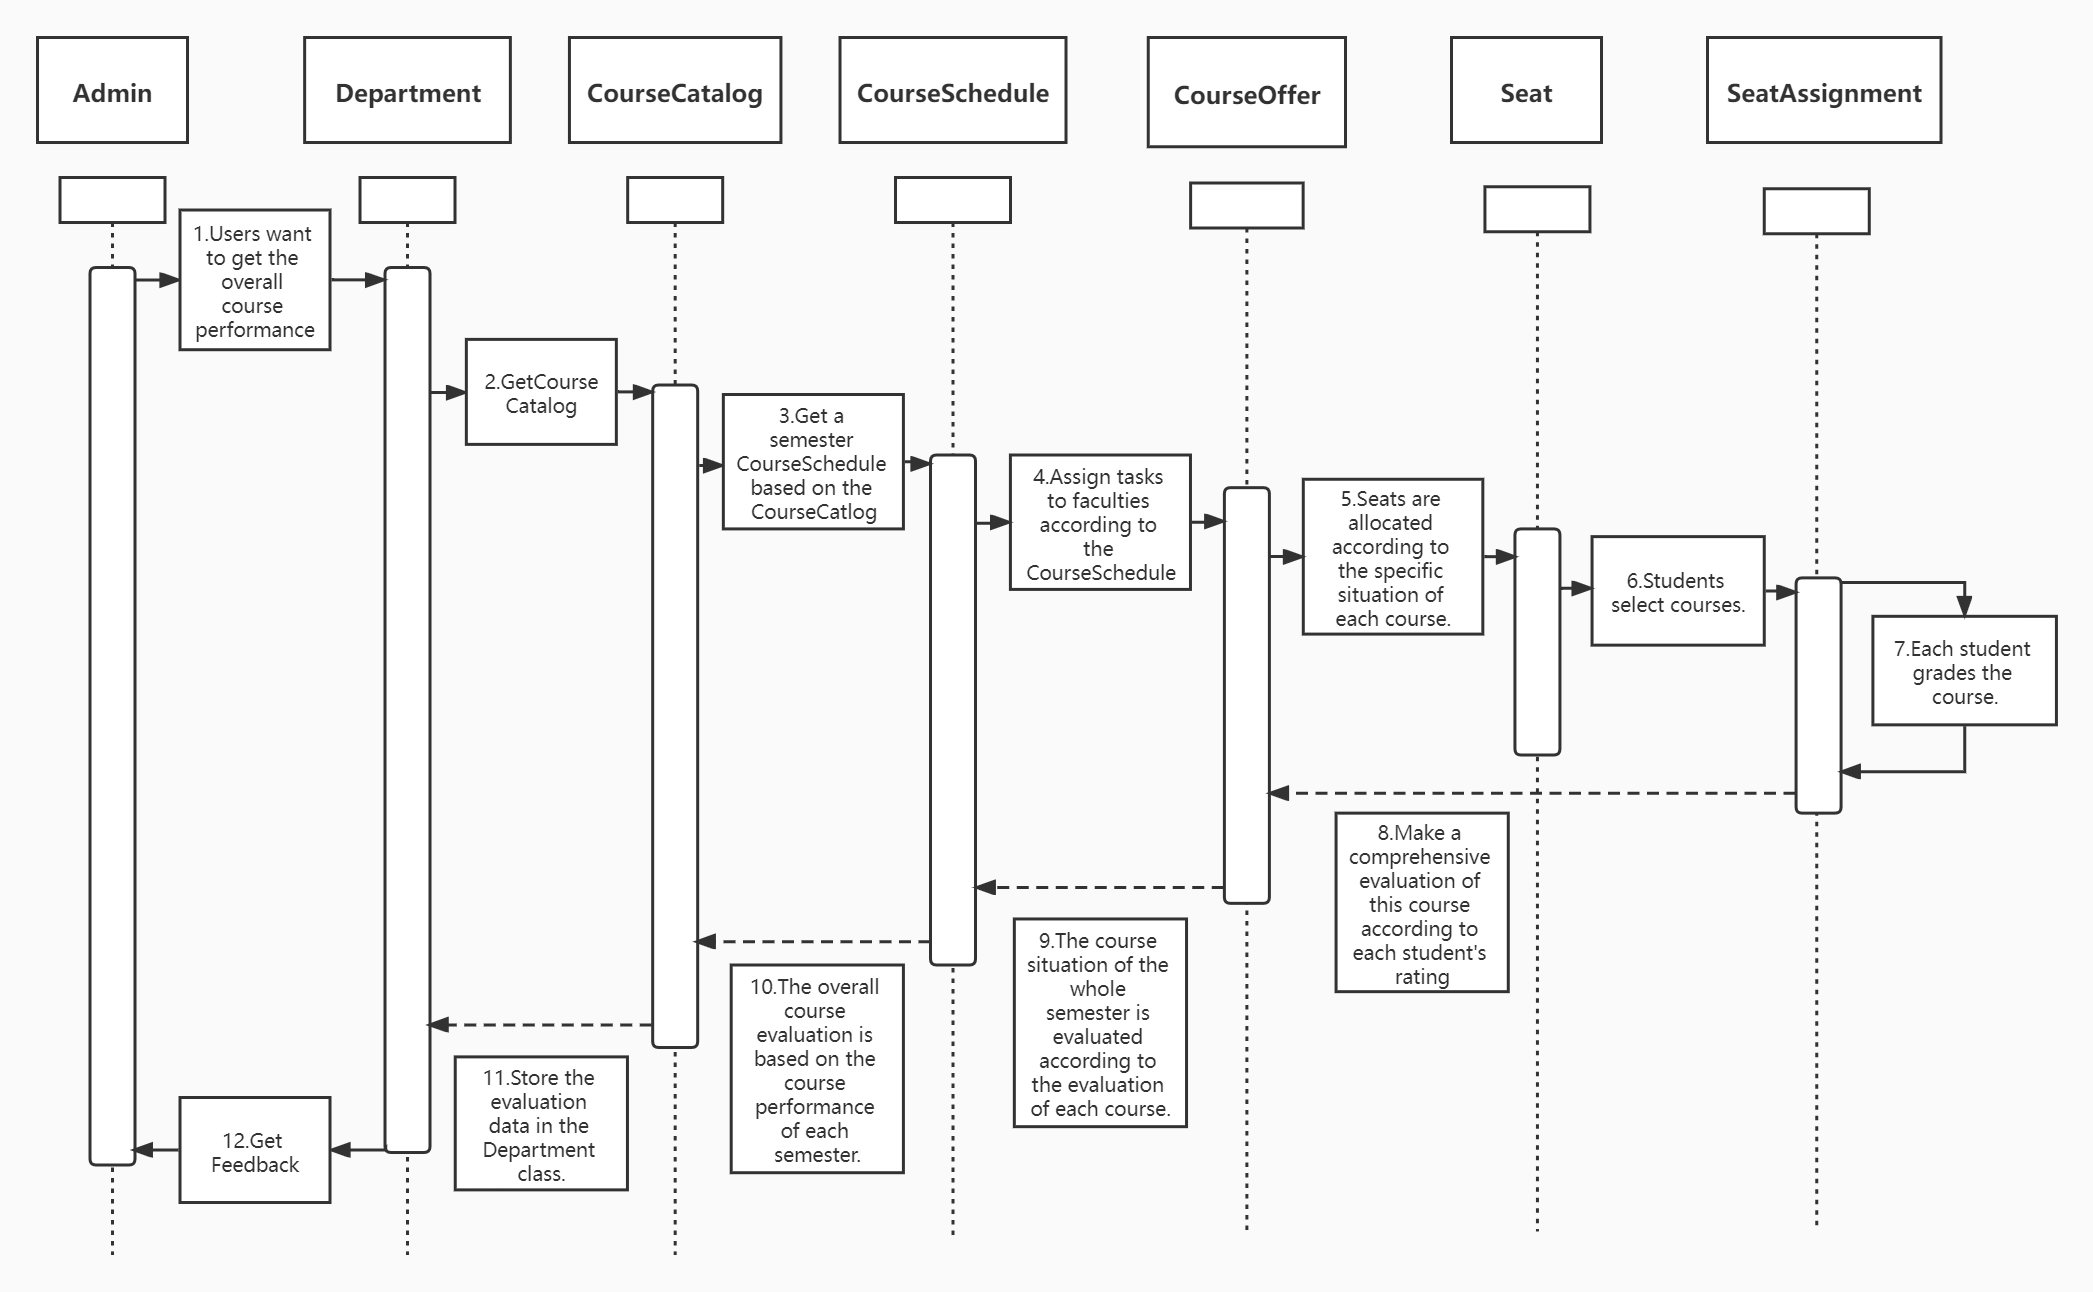 Admin
Department
CourseCatalog
CourseSchedule
CourseOffer
Seat
SeatAssignment
1.Users want
to get the
overall
course
performance
2.GetCourse
Catalog
3.Get a
semester
CourseSchedule
based on the
CourseCatlog
4.Assign tasks
to faculties
according to
the
CourseSchedule
5.Seats are
allocated
according to
the specific
situation of
each course.
6.Students
select courses.
7.Each student
grades the
course.
8.Make a
comprehensive
evaluation of
this course
according to
each student's
rating
9.The course
situation of the
whole
semester is
evaluated
according to
the evaluation
of each course.
10.The overall
course
evaluation is
based on the
course
performance
of each
semester.
11.Store the
evaluation
data in the
Department
class.
12.Get
Feedback